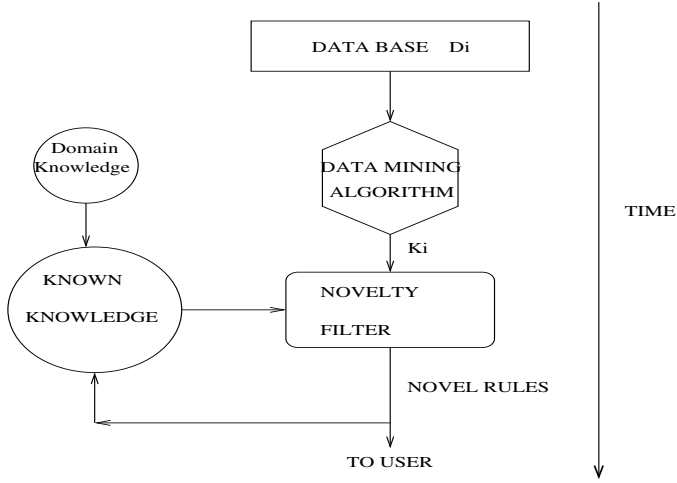 DATA BASE Di
Domain
Knowledge
DATA MINING
ALGORITHM
TIME
Ki
KNOWN
KNOWLEDGE
NOVELTY
FILTER
NOVEL RULES
TO USER